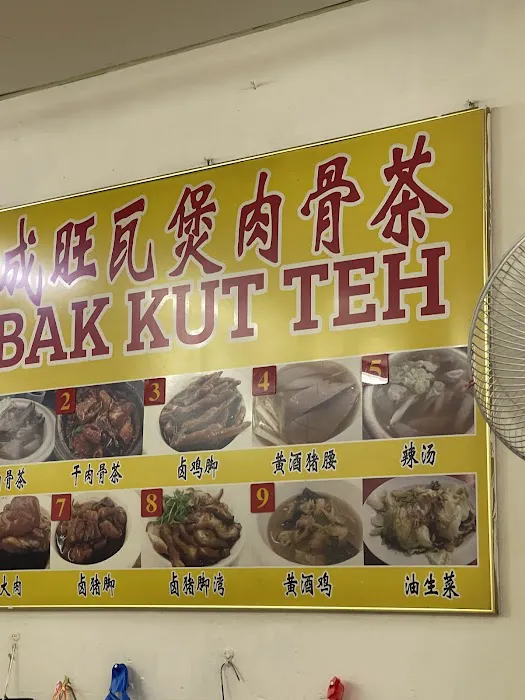 成旺瓦煲肉骨茶
BAK KUT TEH
2 3 4 5
骨茶 干肉骨茶 卤鸡脚 黄酒猪腰 辣汤
7 8 9
大肉 卤猪脚 卤猪脚湾 黄酒鸡 油生菜